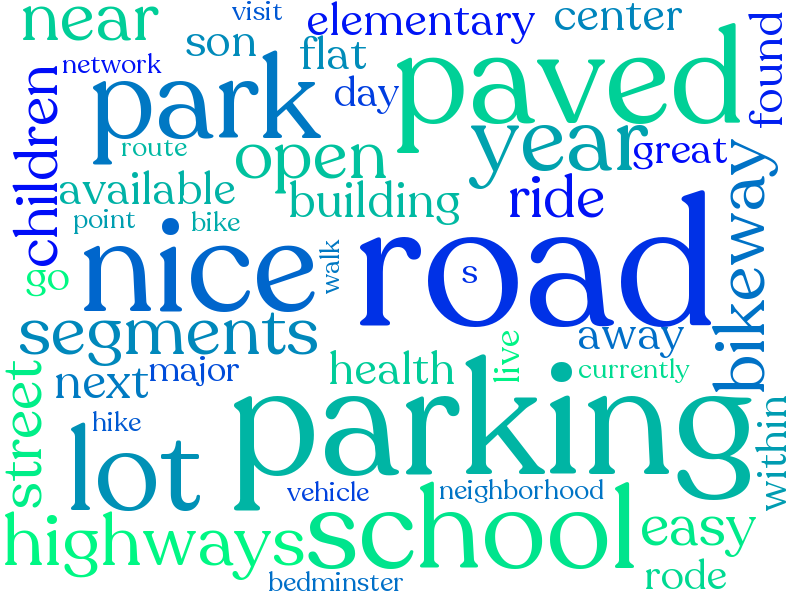 near
visit
elementary
center
son
flat
found
network
park
day
paved
children
route
open
year
great
available
building
ride
bikeway
point
bike
nice
walk
road
s
go
segments
away
next
major
health
live
currently
street
hike
lot
parking
within
vehicle
neighborhood
highways
school
easy
bedminster
rode